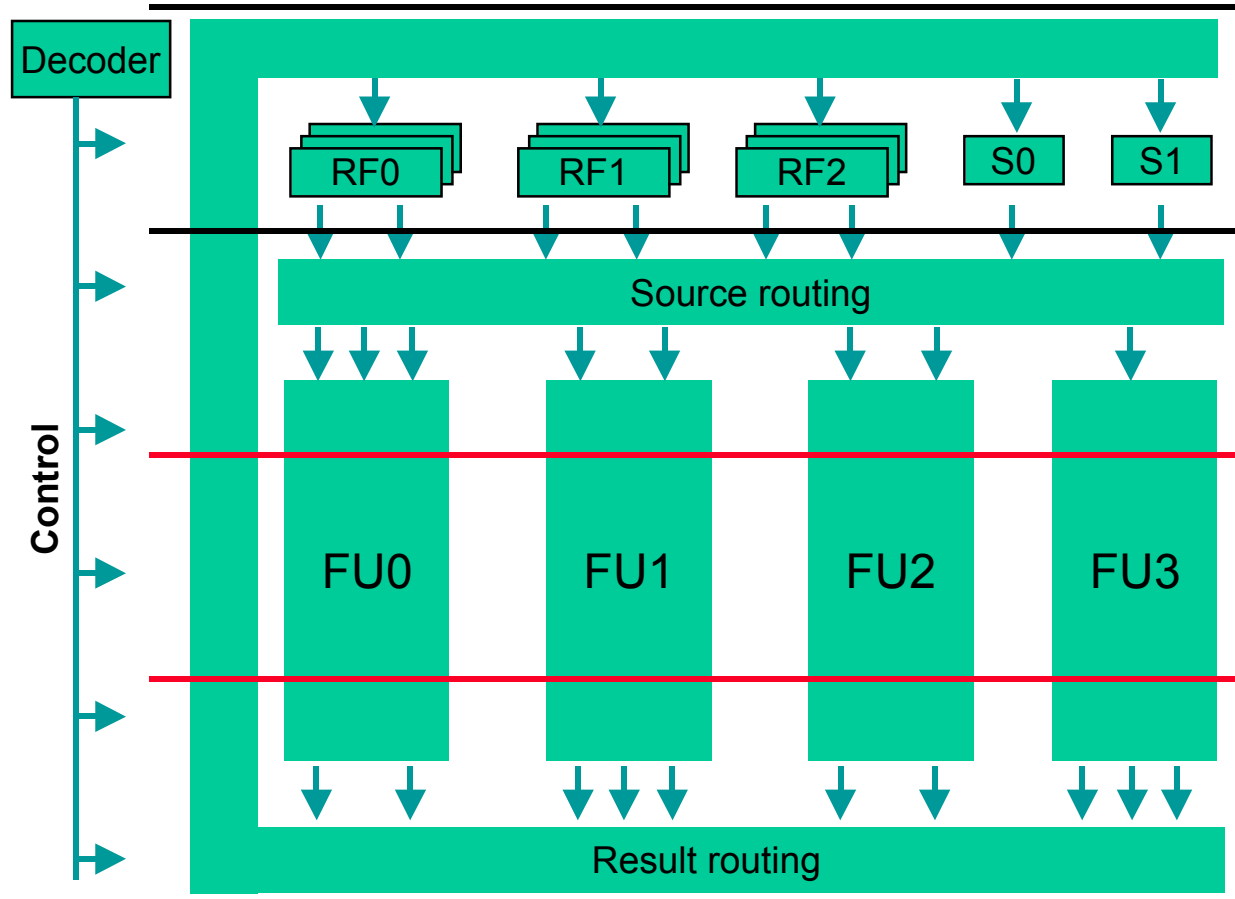 Decoder
RF0
RF1
RF2
S0
S1
Source routing
Control
FU0
FU1
FU2
FU3
Result routing